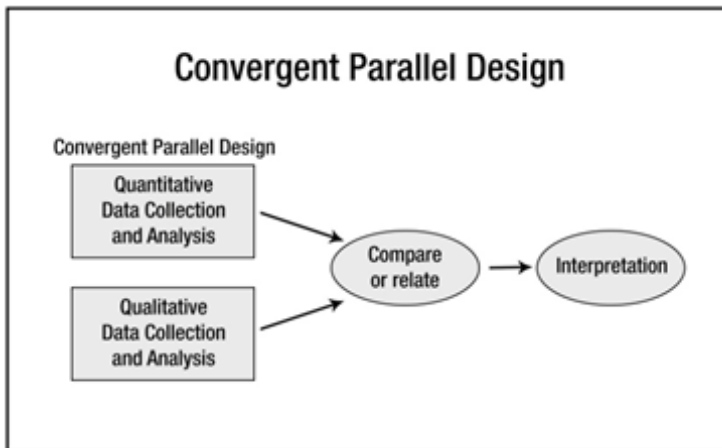 Convergent Parallel Design
Convergent Parallel Design
Quantitative
Data Collection
and Analysis
Compare
or relate
Interpretation
Qualitative
Data Collection
and Analysis